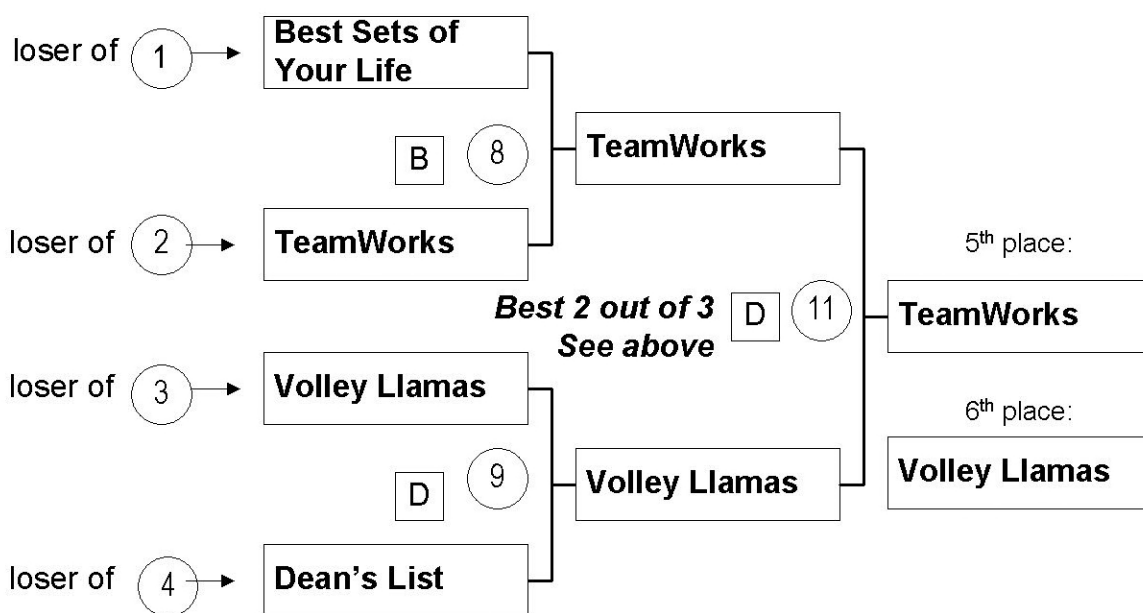 loser of 1 Best Sets of
Your Life
B 8 TeamWorks
loser of 2 TeamWorks
5th place:
Best 2 out of 3 D 11 TeamWorks
See above
loser of 3 Volley Llamas
6th place:
D 9 Volley Llamas Volley Llamas
loser of 4 Dean’s List